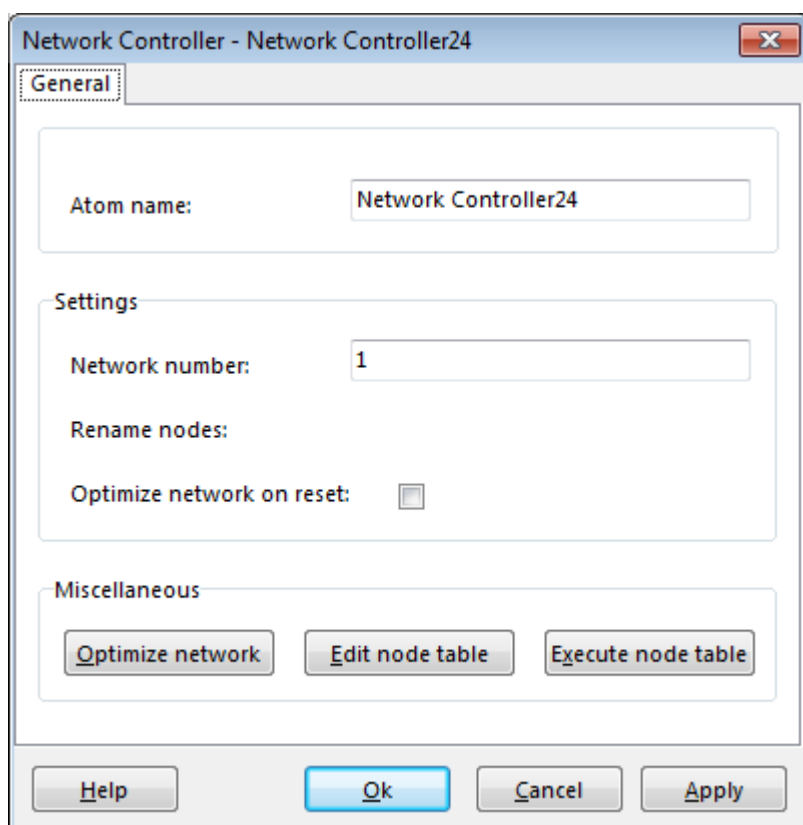 Network Controller - Network Controller24
General
Atom name: Network Controller24
Settings
Network number: 1
Rename nodes:
Optimize network on reset:
Miscellaneous
Optimize network Edit node table Execute node table
Help Ok Cancel Apply